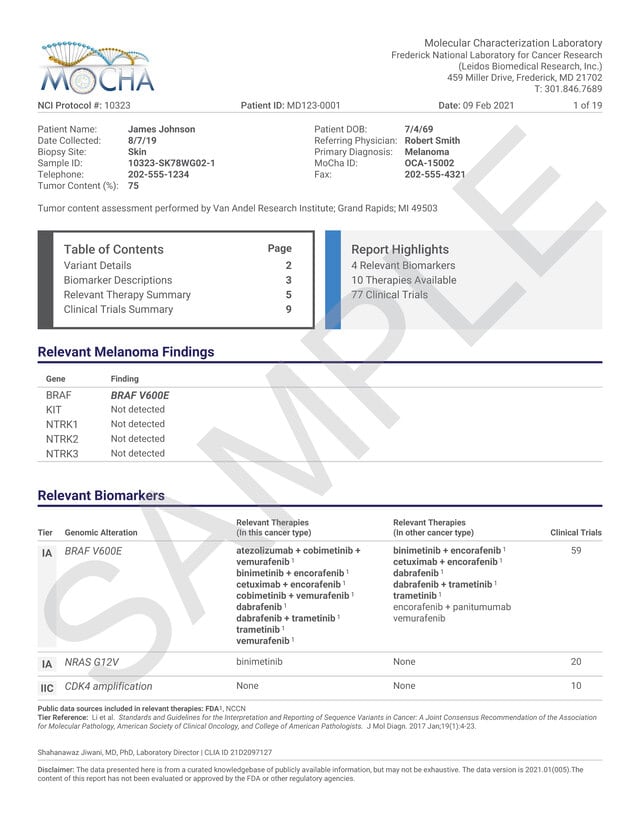 MOCHA
Molecular Characterization Laboratory
Frederick National Laboratory for Cancer Research
(Leidos Biomedical Research, Inc.)
459 Miller Drive, Frederick, MD 21702
T: 301.846.7689
NCI Protocol #: 10323 Patient ID: MD123-0001 Date: 09 Feb 2021 1 of 19
Patient Name: James Johnson Patient DOB: 7/4/69
Date Collected: 8/7/19 Referring Physician: Robert Smith
Biopsy Site: Skin Primary Diagnosis: Melanoma
Sample ID: 10323-SK78WG02-1 MoCha ID: OCA-15002
Telephone: 202-555-1234 Fax: 202-555-4321
Tumor Content (%): 75
Tumor content assessment performed by Van Andel Research Institute; Grand Rapids; MI 49503
Table of Contents Page
Variant Details 2
Biomarker Descriptions 3
Relevant Therapy Summary 5
Clinical Trials Summary 9
Report Highlights
4 Relevant Biomarkers
10 Therapies Available
77 Clinical Trials
SAMPLE
Relevant Melanoma Findings
Gene Finding
BRAF BRAF V600E
KIT Not detected
NTRK1 Not detected
NTRK2 Not detected
NTRK3 Not detected
Relevant Biomarkers
Tier Genomic Alteration Relevant Therapies (In this cancer type) Relevant Therapies (In other cancer type) Clinical Trials
IA BRAF V600E
atezolizumab + cobimetinib +
vemurafenib ¹
binimetinib + encorafenib ¹
cetuximab + encorafenib ¹
cobimetinib + vemurafenib ¹
dabrafenib ¹
dabrafenib + trametinib ¹
trametinib ¹
vemurafenib ¹
binimetinib + encorafenib ¹
cetuximab + encorafenib ¹
dabrafenib ¹
dabrafenib + trametinib ¹
trametinib ¹
encorafenib + panitumumab
vemurafenib
59
IA NRAS G12V binimetinib None 20
IIC CDK4 amplification None None 10
Public data sources included in relevant therapies: FDA¹, NCCN
Tier Reference: Li et al. Standards and Guidelines for the Interpretation and Reporting of Sequence Variants in Cancer: A Joint Consensus Recommendation of the Association
for Molecular Pathology, American Society of Clinical Oncology, and College of American Pathologists. J Mol Diagn. 2017 Jan;19(1):4-23.
Shahanawaz Jiwani, MD, PhD, Laboratory Director | CLIA ID 21D2097127
Disclaimer: The data presented here is from a curated knowledgebase of publicly available information, but may not be exhaustive. The data version is 2021.01(005).The
content of this report has not been evaluated or approved by the FDA or other regulatory agencies.